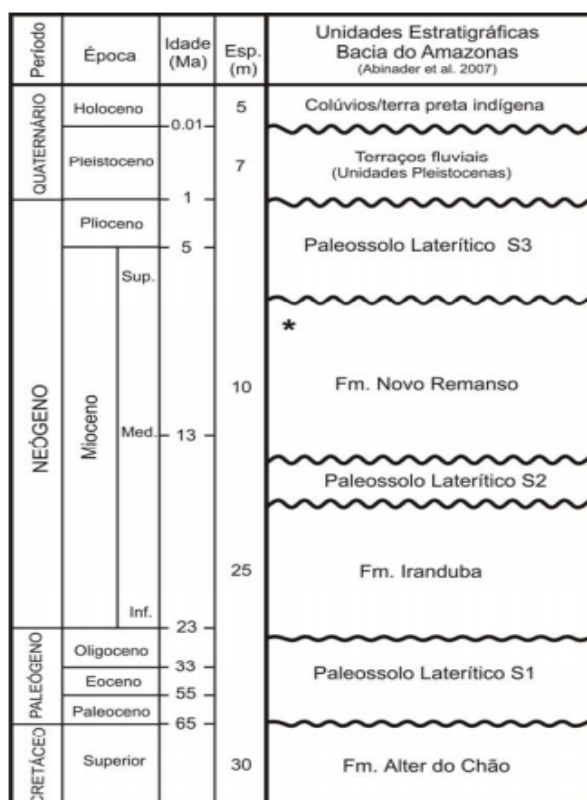 Período
Época
Idade
(Ma)
Esp.
(m)
Unidades Estratigráficas
Bacia do Amazonas
(Abinader et al. 2007)
QUATERNÁRIO
Holoceno
0.01
5
Colúvios/terra preta indígena
Pleistoceno
7
Terraços fluviais
(Unidades Pleistocenas)
1
NEÓGENO
Plioceno
5
Paleossolo Laterítico S3
Mioceno
Sup.
*
10
Fm. Novo Remanso
Med.
13
Paleossolo Laterítico S2
25
Fm. Iranduba
Inf.
23
PALEÓGENO
Oligoceno
33
Paleossolo Laterítico S1
Eoceno
55
Paleoceno
65
CRETÁCEO
Superior
30
Fm. Alter do Chão